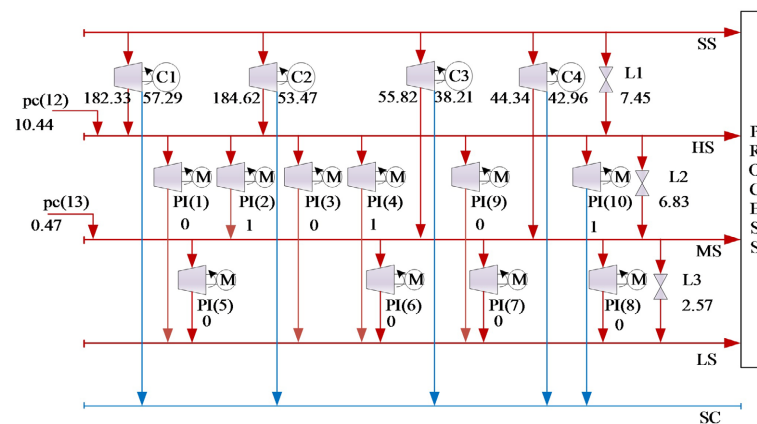 SS
C1
C2
C3
C4
L1
182.33 57.29
184.62 53.47
55.82 38.21
44.34 42.96
7.45
pc(12)
10.44
HS
PROCESS
M
M
M
M
M
M
L2
PI(1)
PI(2)
PI(3)
PI(4)
PI(9)
PI(10)
6.83
0
1
0
1
0
1
pc(13)
0.47
MS
M
M
M
M
L3
PI(5)
PI(6)
PI(7)
PI(8)
2.57
0
0
0
0
LS
SC